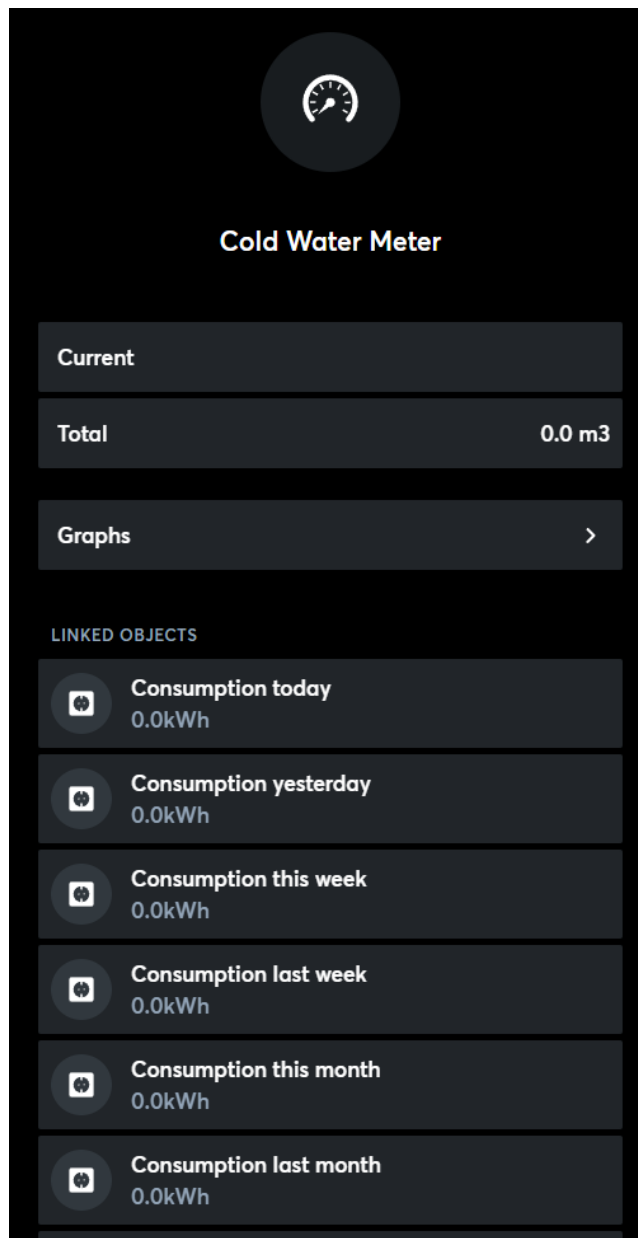 Cold Water Meter
Current
Total 0.0 m3
Graphs
LINKED OBJECTS
Consumption today
0.0kWh
Consumption yesterday
0.0kWh
Consumption this week
0.0kWh
Consumption last week
0.0kWh
Consumption this month
0.0kWh
Consumption last month
0.0kWh